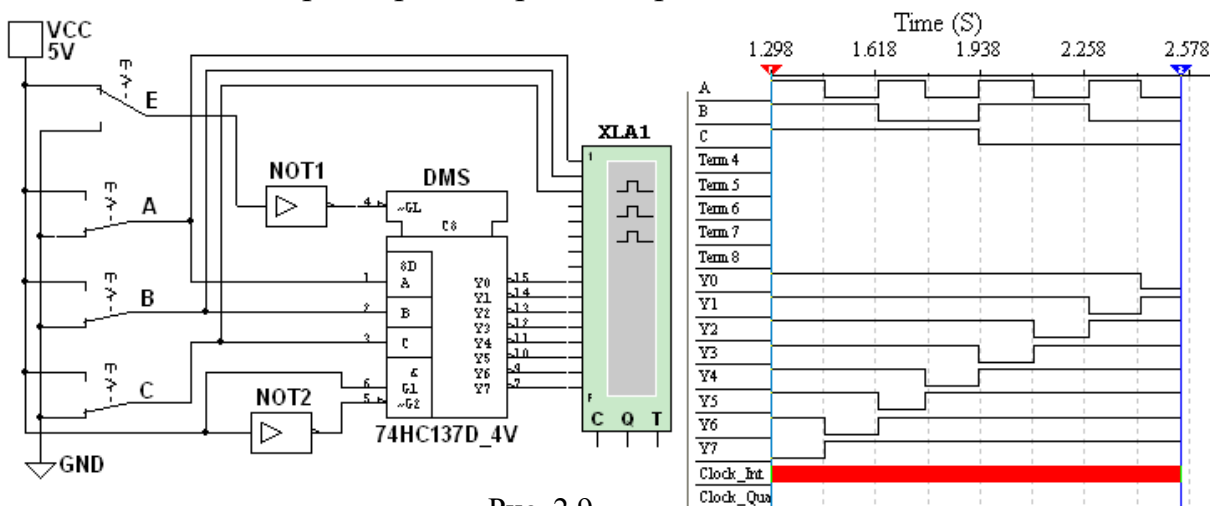 VCC
5V
E
A
B
C
GND
NOT1
NOT2
DMS
4
~GL
C8
8D
1
A
2
B
3
C
&
6
G1
5
~G2
Y0
15
Y1
14
Y2
13
Y3
12
Y4
11
Y5
10
Y6
9
Y7
7
74HC137D_4V
XLA1
1
F
C Q T
Time (S)
1.298 1.618 1.938 2.258 2.578
A
B
C
Term 4
Term 5
Term 6
Term 7
Term 8
Y0
Y1
Y2
Y3
Y4
Y5
Y6
Y7
Clock_Int
Clock_Qua